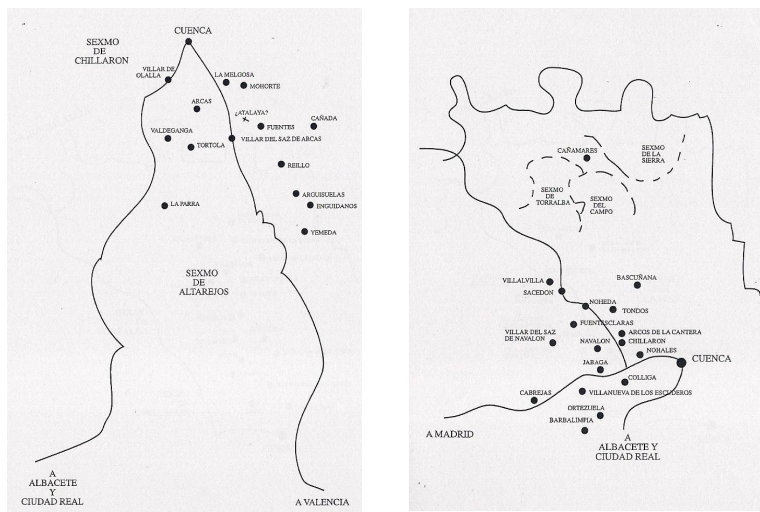 CUENCA
SEXMO
DE
CHILLARON
VILLAR DE
OLALLA
LA MELGOSA
MOHORTE
ARCAS
¿ATALAYA?
FUENTES
CAÑADA
VALDEGANGA
VILLAR DEL SAZ DE ARCAS
TORTOLA
REILLO
ARGUISUELAS
ENGUIDANOS
LA PARRA
YEMEDA
SEXMO
DE
ALTAREJOS
A
ALBACETE
Y
CIUDAD REAL
A VALENCIA
CAÑAMARES
SEXMO
DE LA
SIERRA
SEXMO
DE
TORRALBA
SEXMO
DEL
CAMPO
VILLALVILLA
BASCUÑANA
SACEDON
NOHEDA
TONDOS
FUENTESCLARAS
VILLAR DEL SAZ
DE NAVALON
ARCOS DE LA CANTERA
CHILLARON
NAVALON
NOHALES
CUENCA
JABAGA
COLLIGA
CABREJAS
VILLANUEVA DE LOS ESCUDEROS
ORTEZUELA
BARBALIMPIA
A MADRID
A
ALBACETE Y
CIUDAD REAL